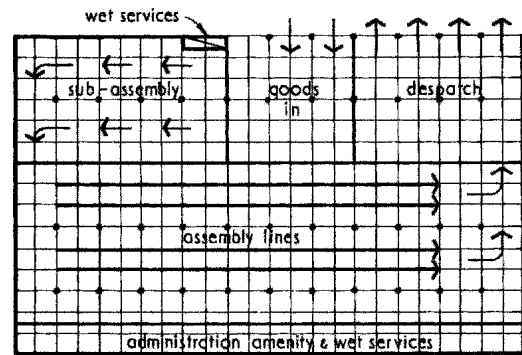 wet services
sub-assembly
goods
in
despatch
assembly lines
administration amenity & wet services